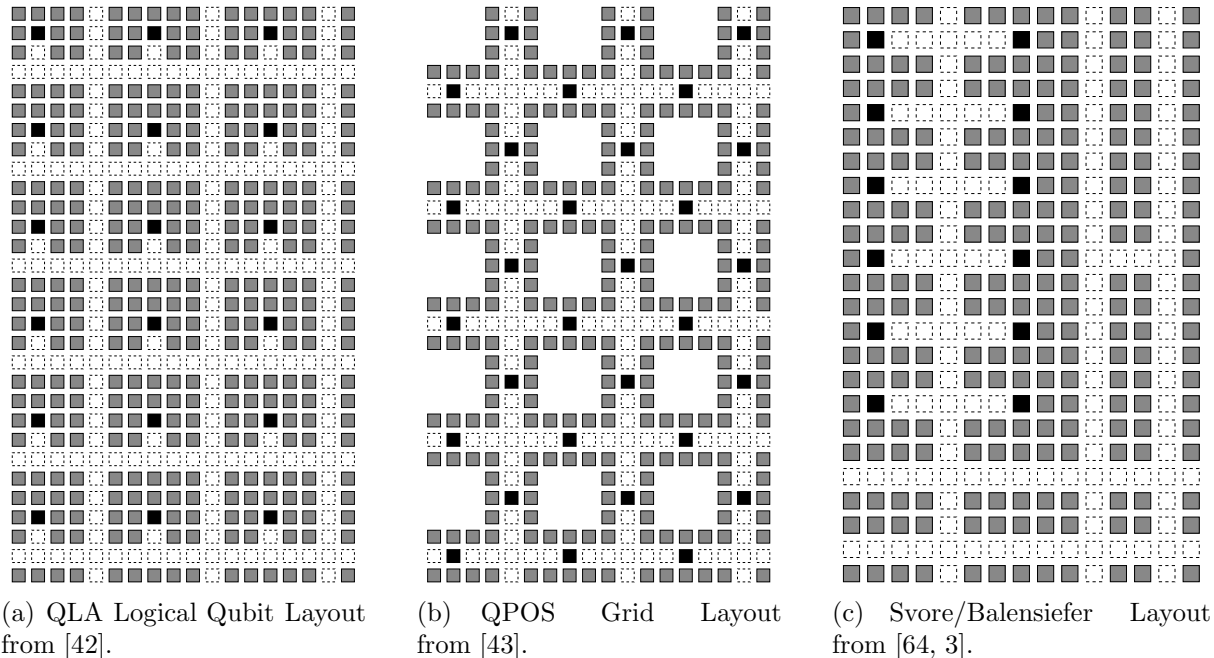 (a) QLA Logical Qubit Layout
from [42].
(b) QPOS Grid Layout
from [43].
(c) Svore/Balensiefer Layout
from [64, 3].